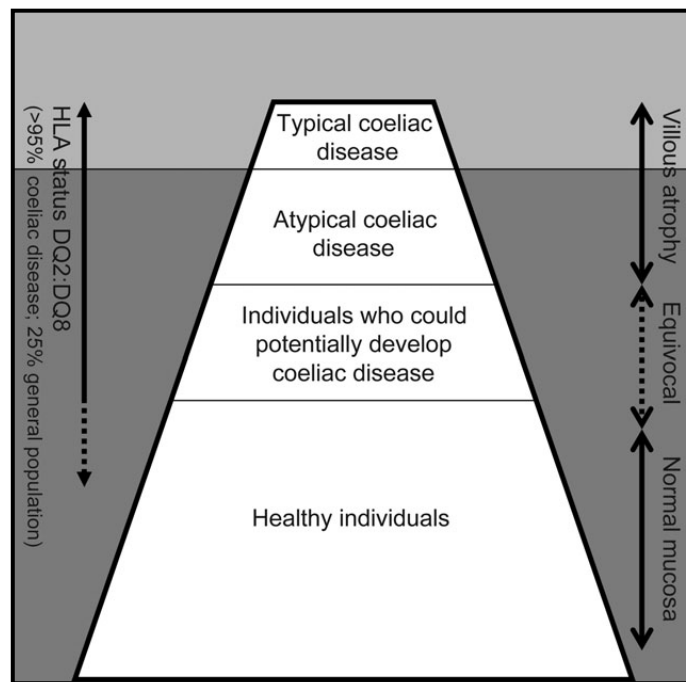 HLA status DQ2:DQ8
(>95% coeliac disease; 25% general population)
Typical coeliac
disease
Atypical coeliac
disease
Individuals who could
potentially develop
coeliac disease
Healthy individuals
Villous atrophy
Equivocal
Normal mucosa